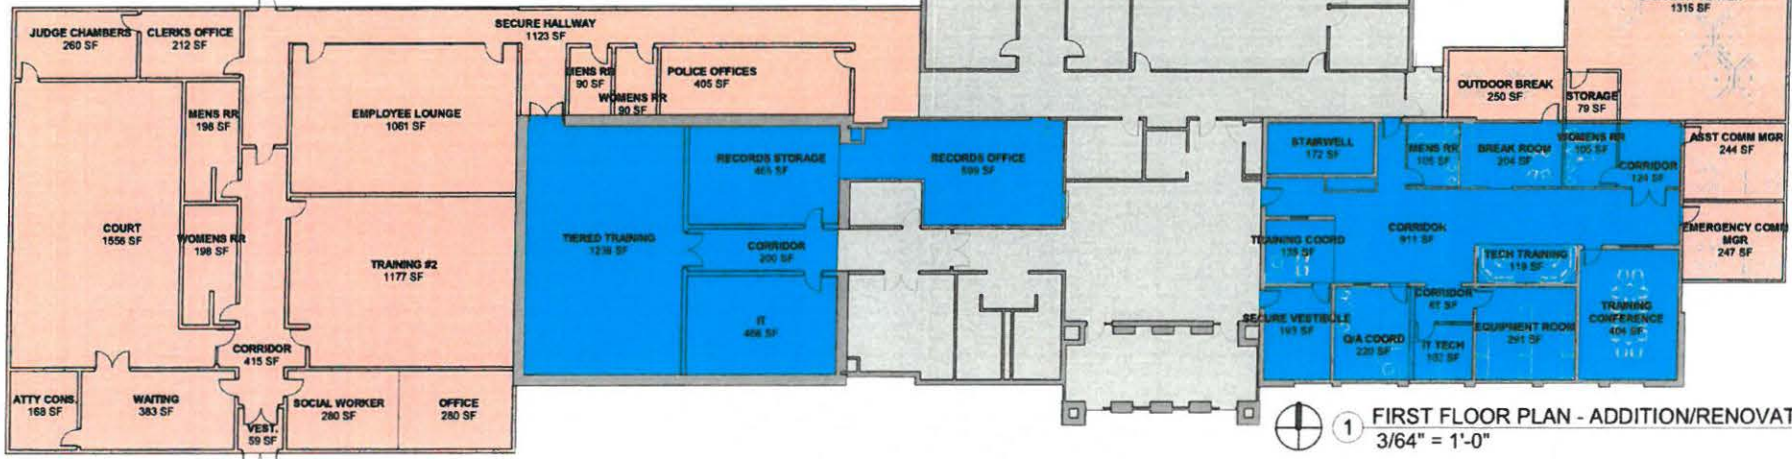 1315 SF
JUDGE CHAMBERS
260 SF
CLERKS OFFICE
212 SF
SECURE HALLWAY
1123 SF
MENS RR
90 SF
WOMENS RR
90 SF
POLICE OFFICES
405 SF
EMPLOYEE LOUNGE
1061 SF
MENS RR
198 SF
OUTDOOR BREAK
250 SF
STORAGE
79 SF
RECORDS STORAGE
465 SF
RECORDS OFFICE
STAIRWELL
172 SF
MENS RR
105 SF
BREAK ROOM
204 SF
WOMENS RR
105 SF
CORRIDOR
124 SF
ASST COMM MGR
244 SF
COURT
1556 SF
WOMENS RR
198 SF
TRAINING #2
1177 SF
TIERED TRAINING
CORRIDOR
200 SF
TRAINING COORD
CORRIDOR
911 SF
TECH TRAINING
119 SF
EMERGENCY COMM
MGR
247 SF
IT
466 SF
SECURE VESTIBULE
193 SF
Q/A COORD
220 SF
CORRIDOR
IT TECH
102 SF
EQUIPMENT ROOM
291 SF
TRAINING
CONFERENCE
404 SF
CORRIDOR
415 SF
ATTY CONS.
168 SF
WAITING
383 SF
VEST.
59 SF
SOCIAL WORKER
280 SF
OFFICE
280 SF
1 FIRST FLOOR PLAN - ADDITION/RENOVAT
3/64" = 1'-0"